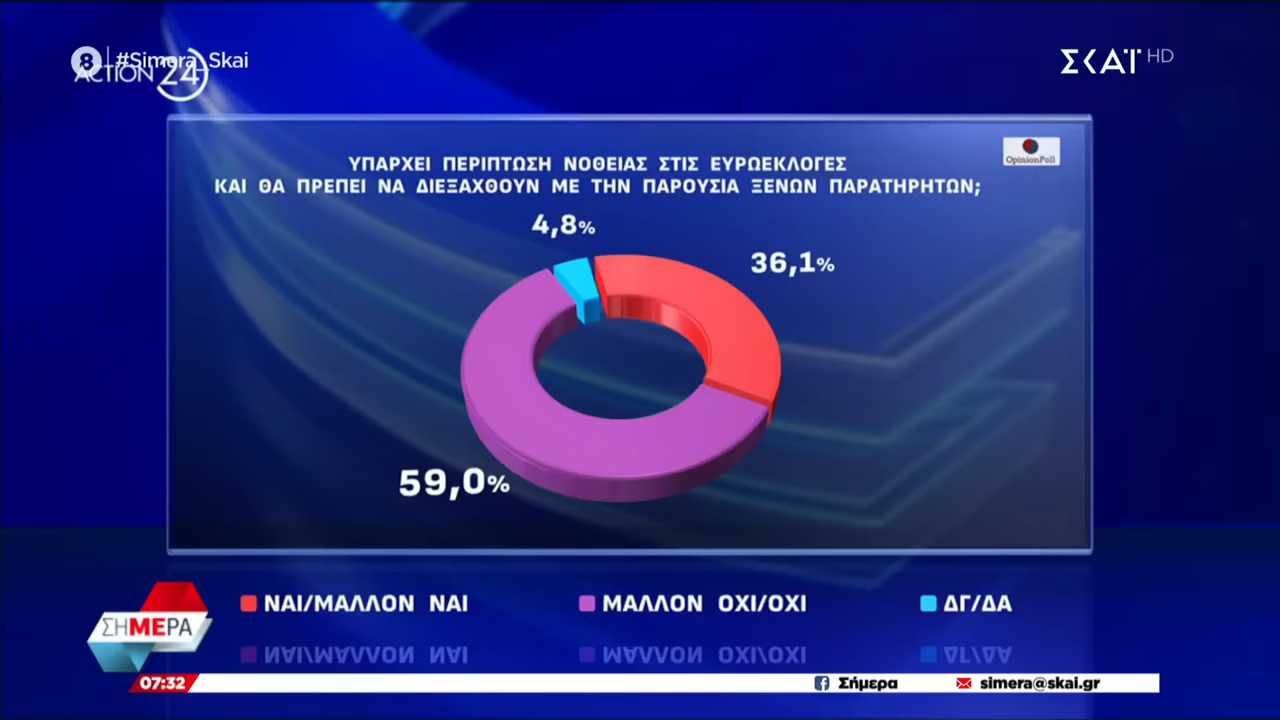 8 #Simera_Skai
ACTION 24
ΣΚΑΪ HD
OpinionPoll
ΥΠΑΡΧΕΙ ΠΕΡΙΠΤΩΣΗ ΝΟΘΕΙΑΣ ΣΤΙΣ ΕΥΡΩΕΚΛΟΓΕΣ
ΚΑΙ ΘΑ ΠΡΕΠΕΙ ΝΑ ΔΙΕΞΑΧΘΟΥΝ ΜΕ ΤΗΝ ΠΑΡΟΥΣΙΑ ΞΕΝΩΝ ΠΑΡΑΤΗΡΗΤΩΝ;
4,8%
36,1%
59,0%
ΝΑΙ/ΜΑΛΛΟΝ ΝΑΙ
ΜΑΛΛΟΝ ΟΧΙ/ΟΧΙ
ΔΓ/ΔΑ
ΣΗΜΕΡΑ
07:32
Σήμερα
simera@skai.gr